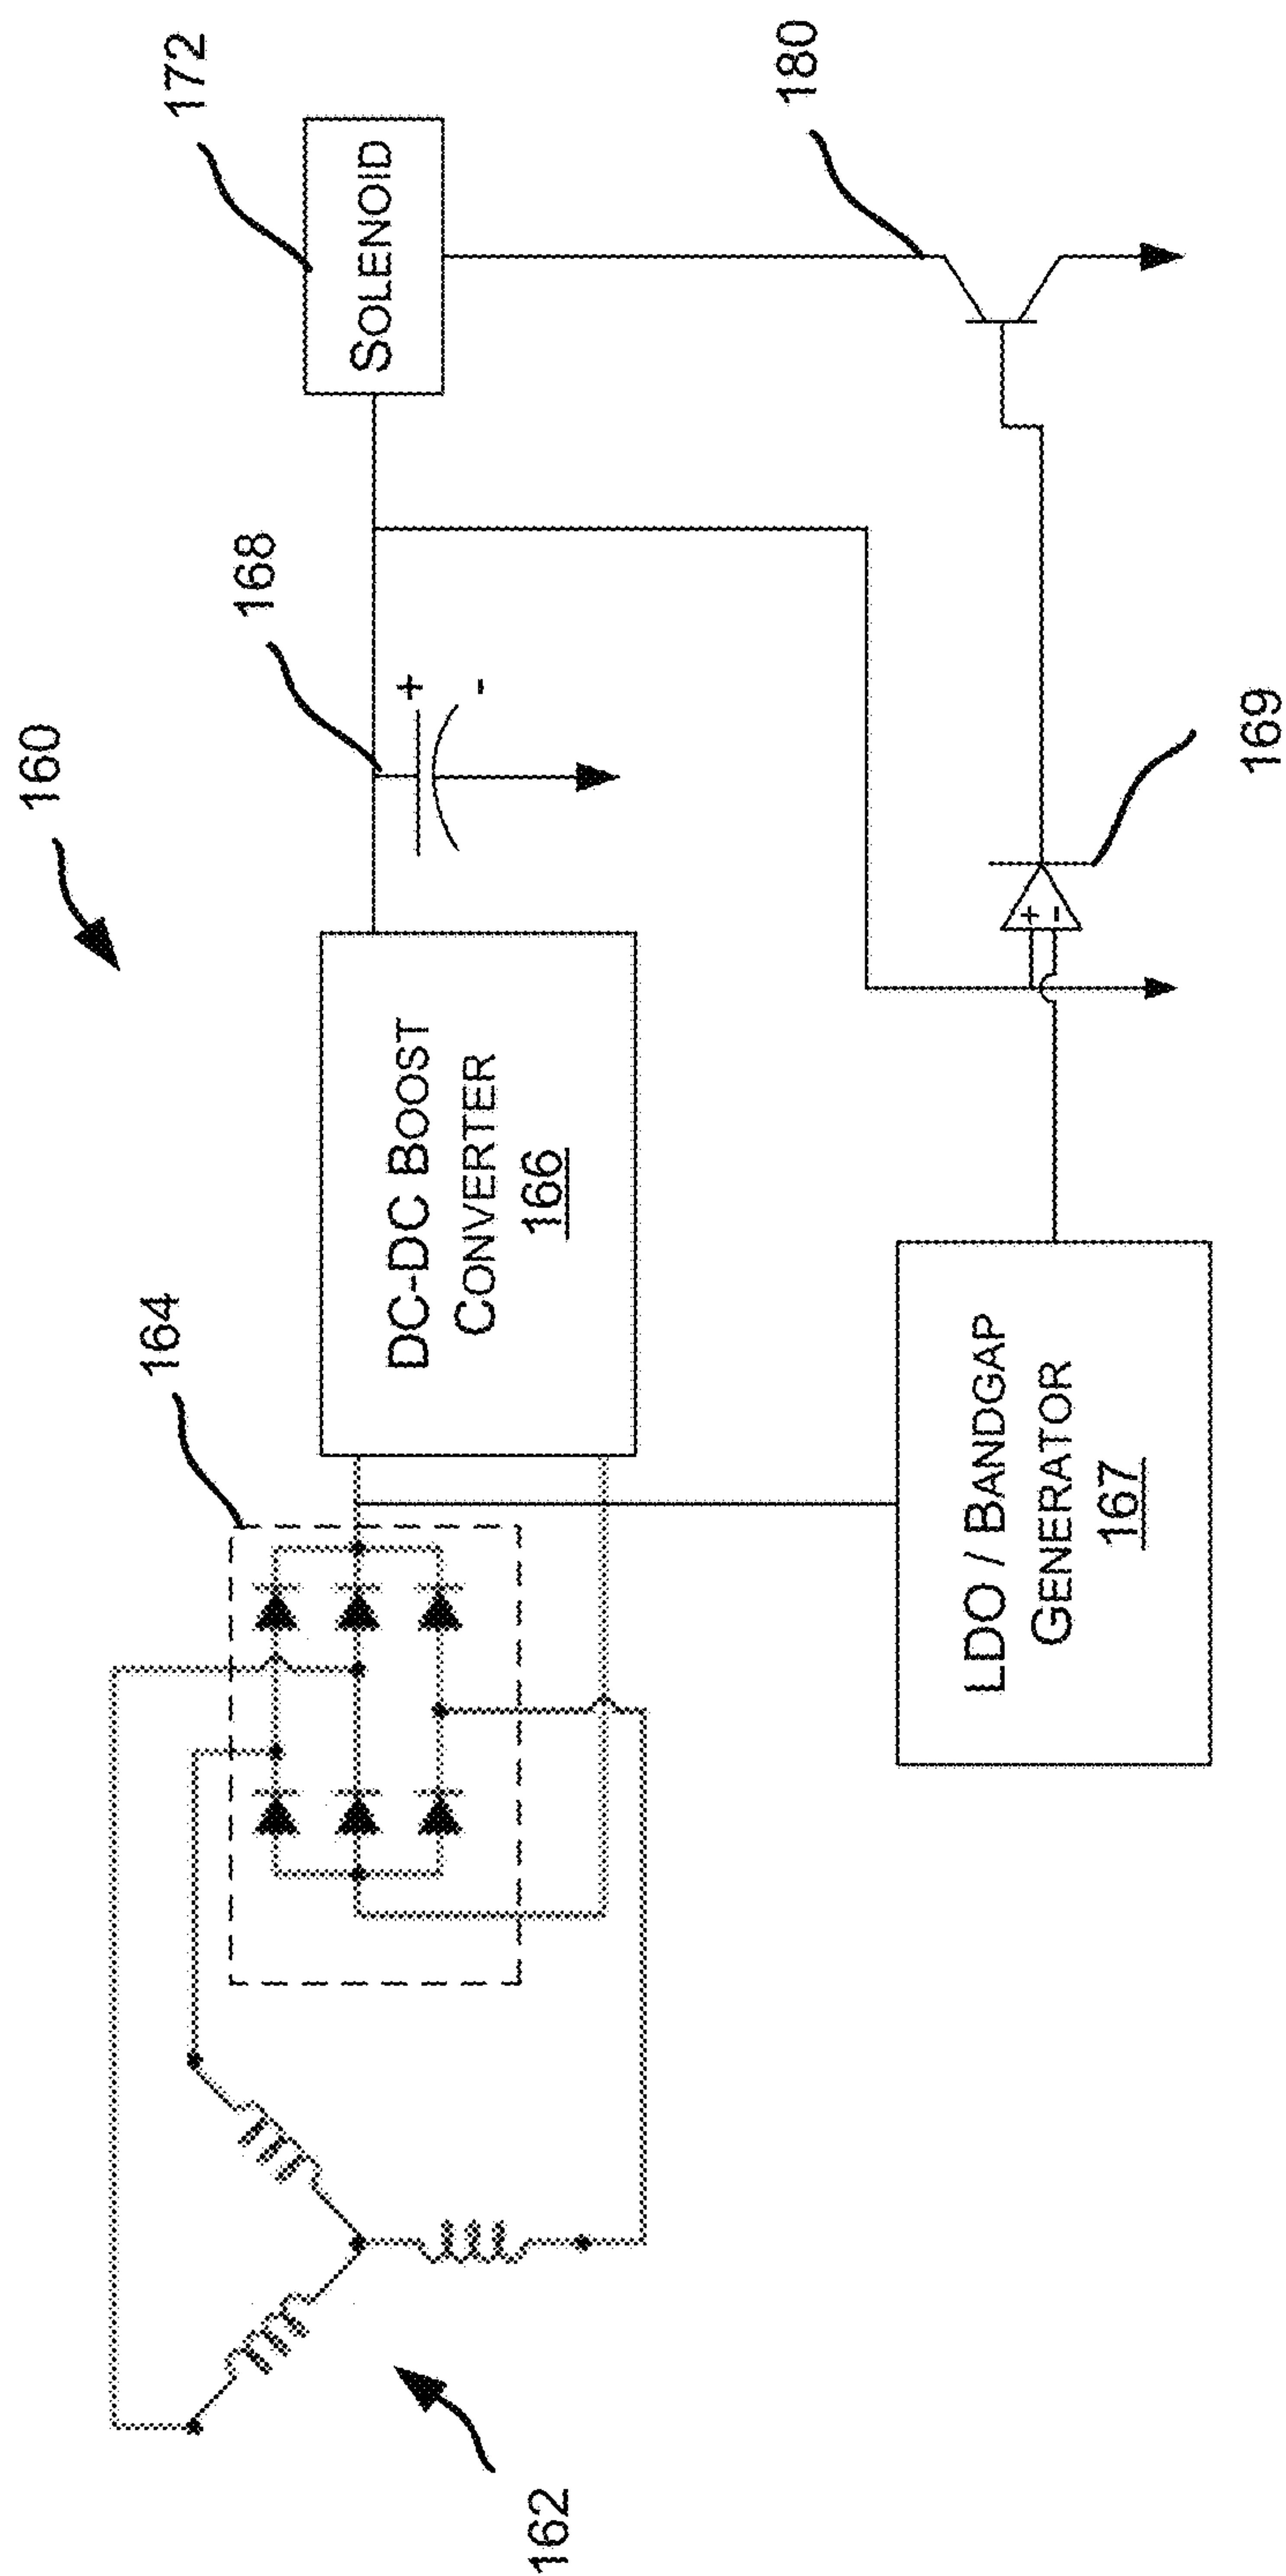 160
172
SOLENOID
168
+
-
164
DC-DC BOOST
CONVERTER
166
180
162
LDO / BANDGAP
GENERATOR
167
+
-
169